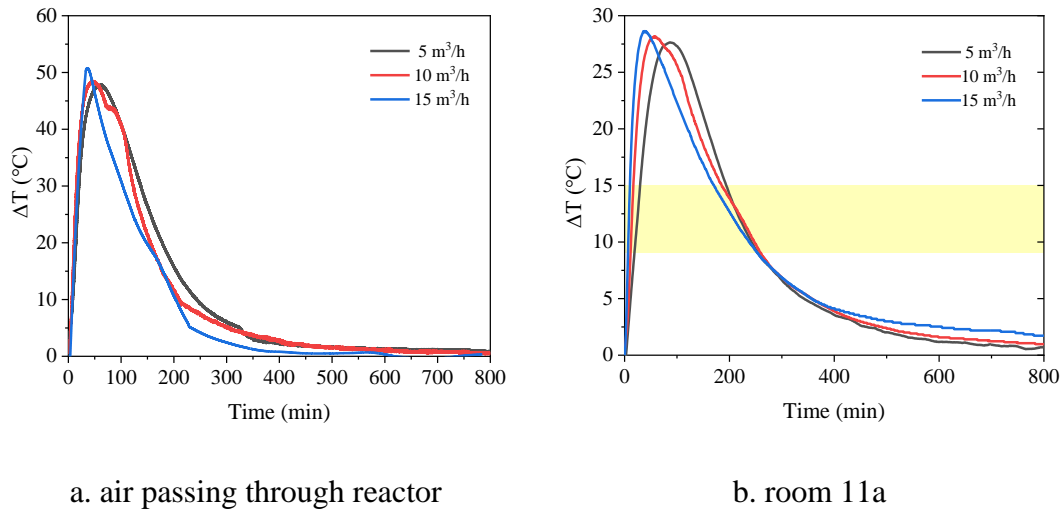 60
50
40
30
20
10
0
ΔT (℃)
5 m³/h
10 m³/h
15 m³/h
0 100 200 300 400 500 600 700 800
Time (min)
a. air passing through reactor
30
25
20
15
10
5
0
ΔT (℃)
5 m³/h
10 m³/h
15 m³/h
0 200 400 600 800
Time (min)
b. room 11a